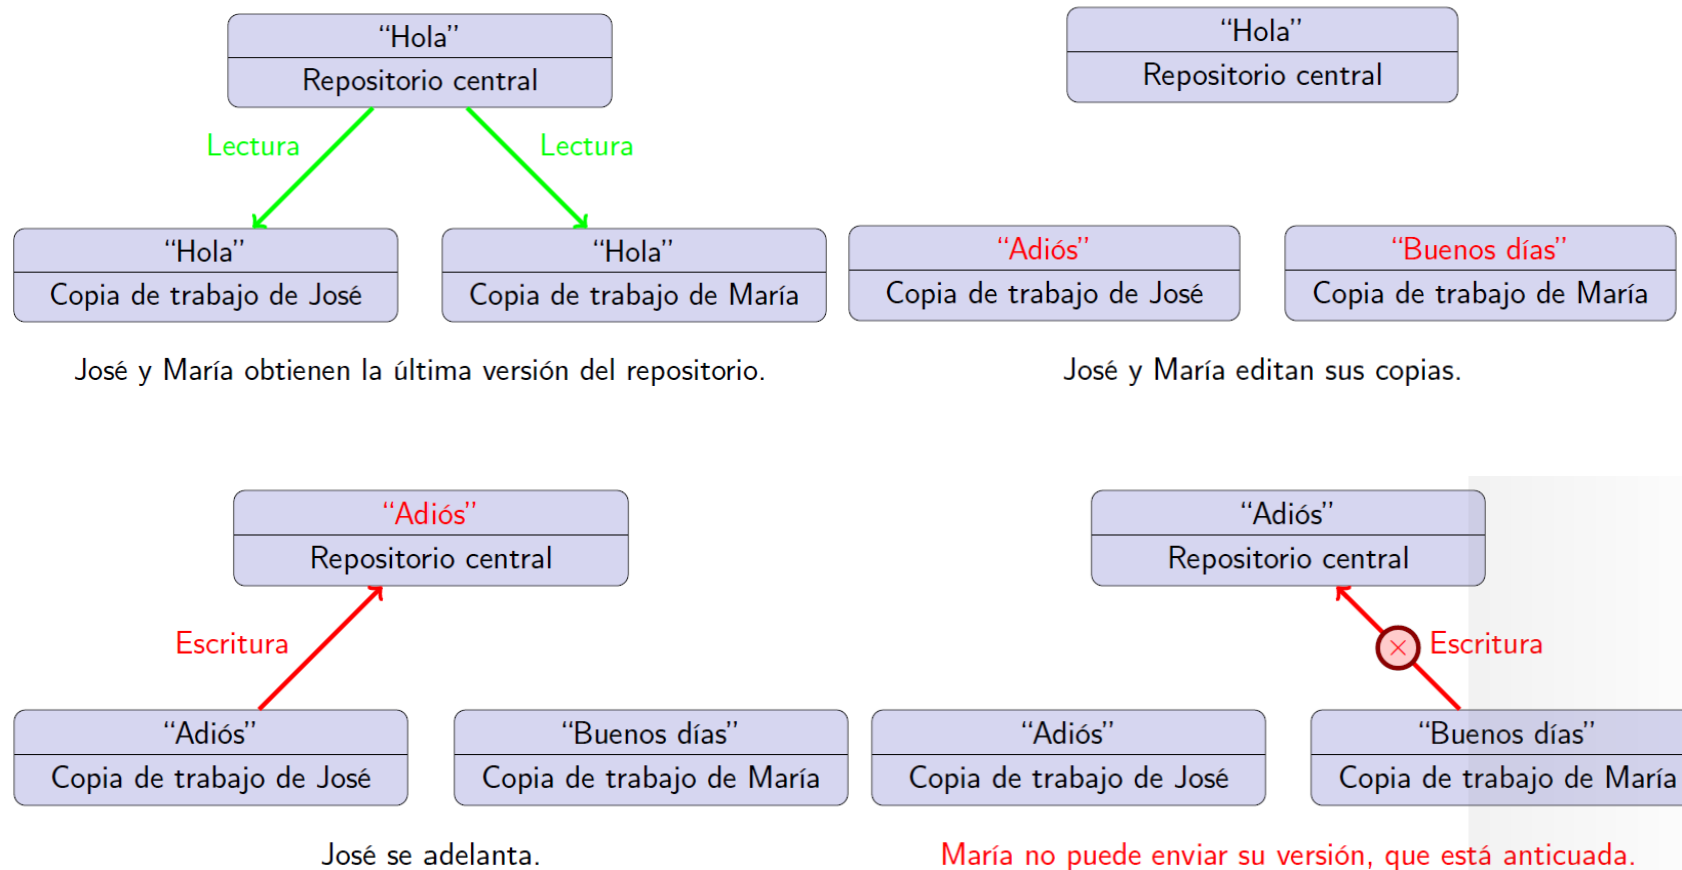 “Hola”
Repositorio central
Lectura
Lectura
“Hola”
Copia de trabajo de José
“Hola”
Copia de trabajo de María
José y María obtienen la última versión del repositorio.
“Hola”
Repositorio central
“Adiós”
Copia de trabajo de José
“Buenos días”
Copia de trabajo de María
José y María editan sus copias.
“Adiós”
Repositorio central
Escritura
“Adiós”
Copia de trabajo de José
“Buenos días”
Copia de trabajo de María
José se adelanta.
“Adiós”
Repositorio central
Escritura
“Adiós”
Copia de trabajo de José
“Buenos días”
Copia de trabajo de María
María no puede enviar su versión, que está anticuada.